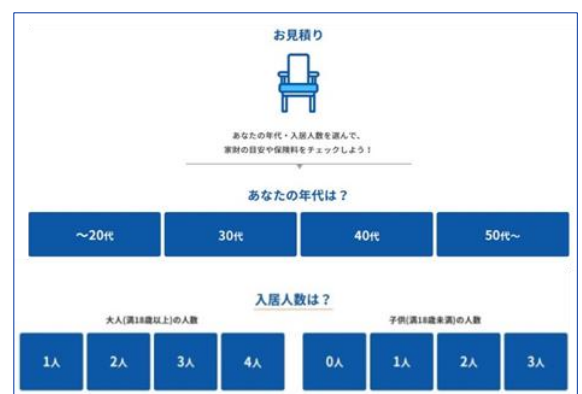 お見積り
あなたの年代・入居人数を選んで、
家財の目安や保険料をチェックしよう！
あなたの年代は？
～20代 30代 40代 50代～
入居人数は？
大人(満18歳以上)の人数 子供(満18歳未満)の人数
1人 2人 3人 4人 0人 1人 2人 3人